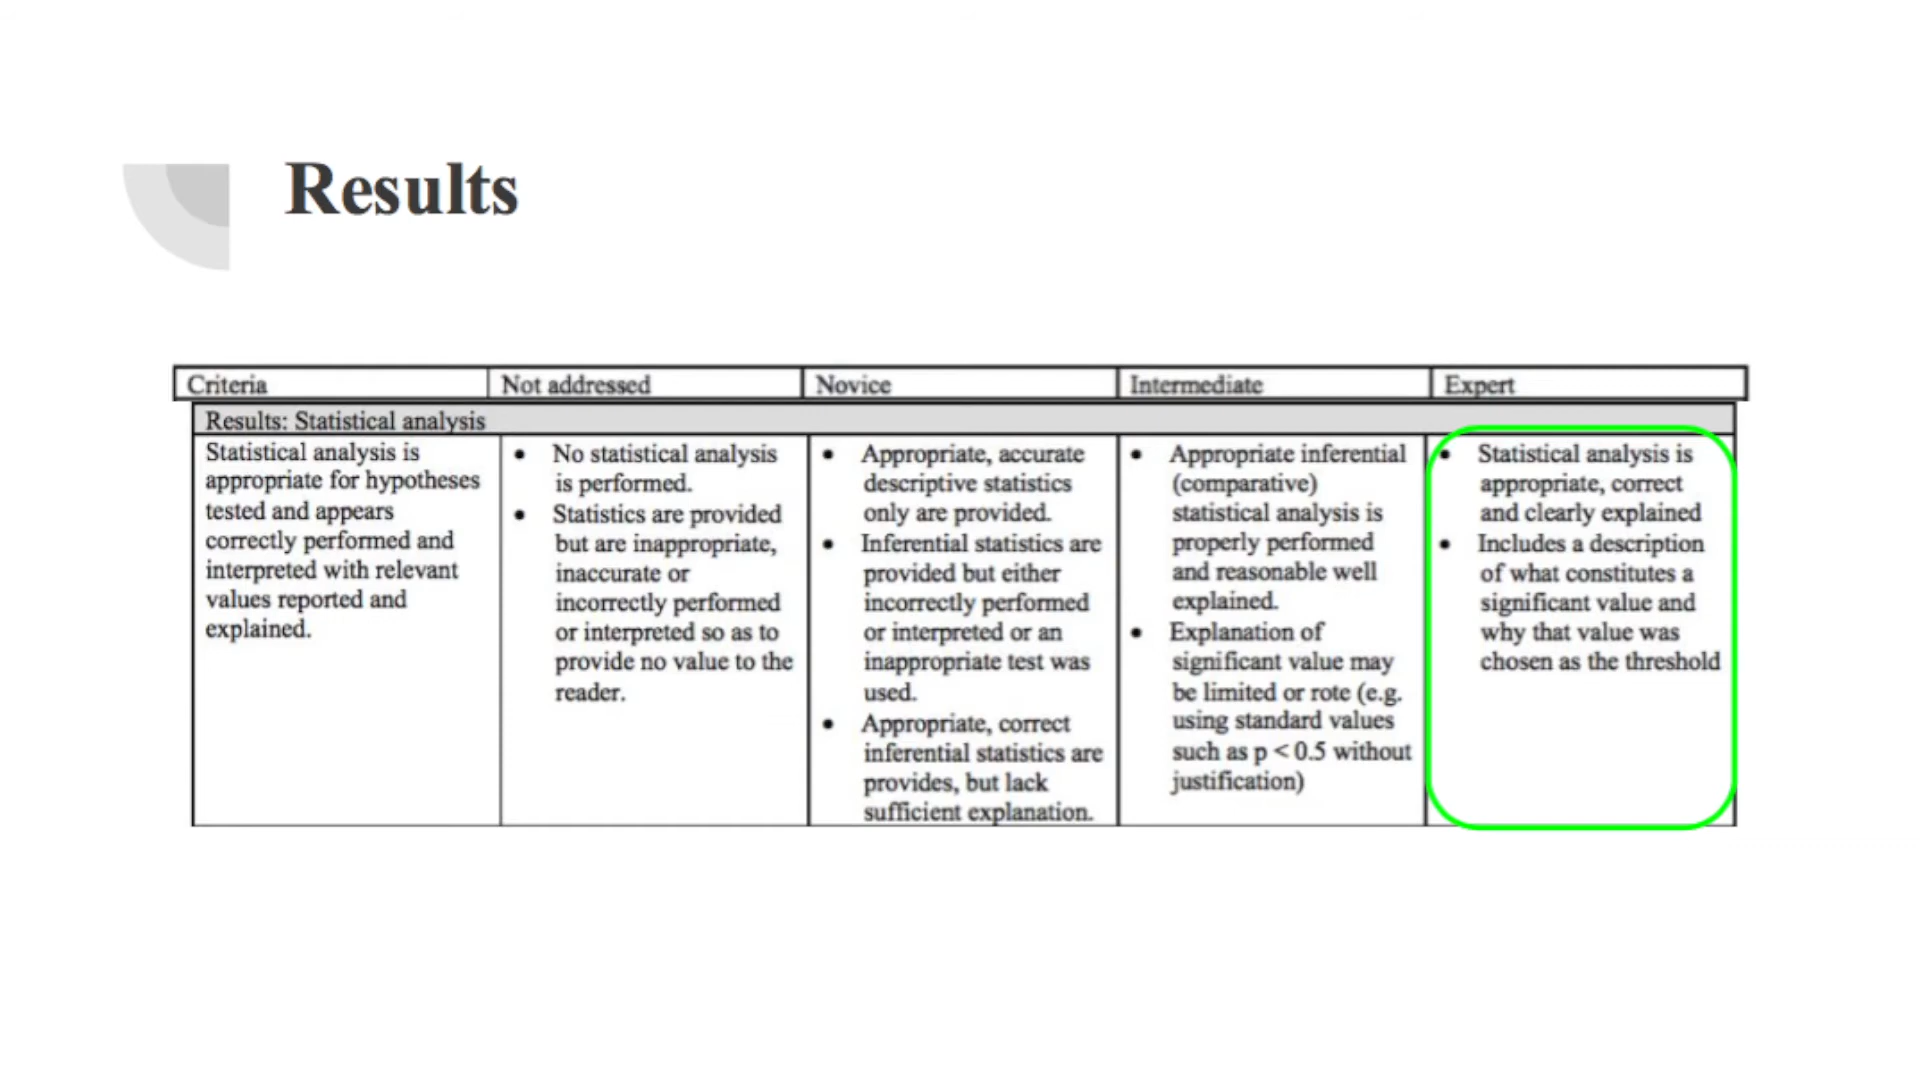 Results
Criteria
Not addressed
Novice
Intermediate
Expert
Results: Statistical analysis
Statistical analysis is
appropriate for hypotheses
tested and appears
correctly performed and
interpreted with relevant
values reported and
explained.
• No statistical analysis
is performed.
• Statistics are provided
but are inappropriate,
inaccurate or
incorrectly performed
or interpreted so as to
provide no value to the
reader.
• Appropriate, accurate
descriptive statistics
only are provided.
• Inferential statistics are
provided but either
incorrectly performed
or interpreted or an
inappropriate test was
used.
• Appropriate, correct
inferential statistics are
provides, but lack
sufficient explanation.
• Appropriate inferential
(comparative)
statistical analysis is
properly performed
and reasonable well
explained.
• Explanation of
significant value may
be limited or rote (e.g.
using standard values
such as p < 0.5 without
justification)
• Statistical analysis is
appropriate, correct
and clearly explained
• Includes a description
of what constitutes a
significant value and
why that value was
chosen as the threshold